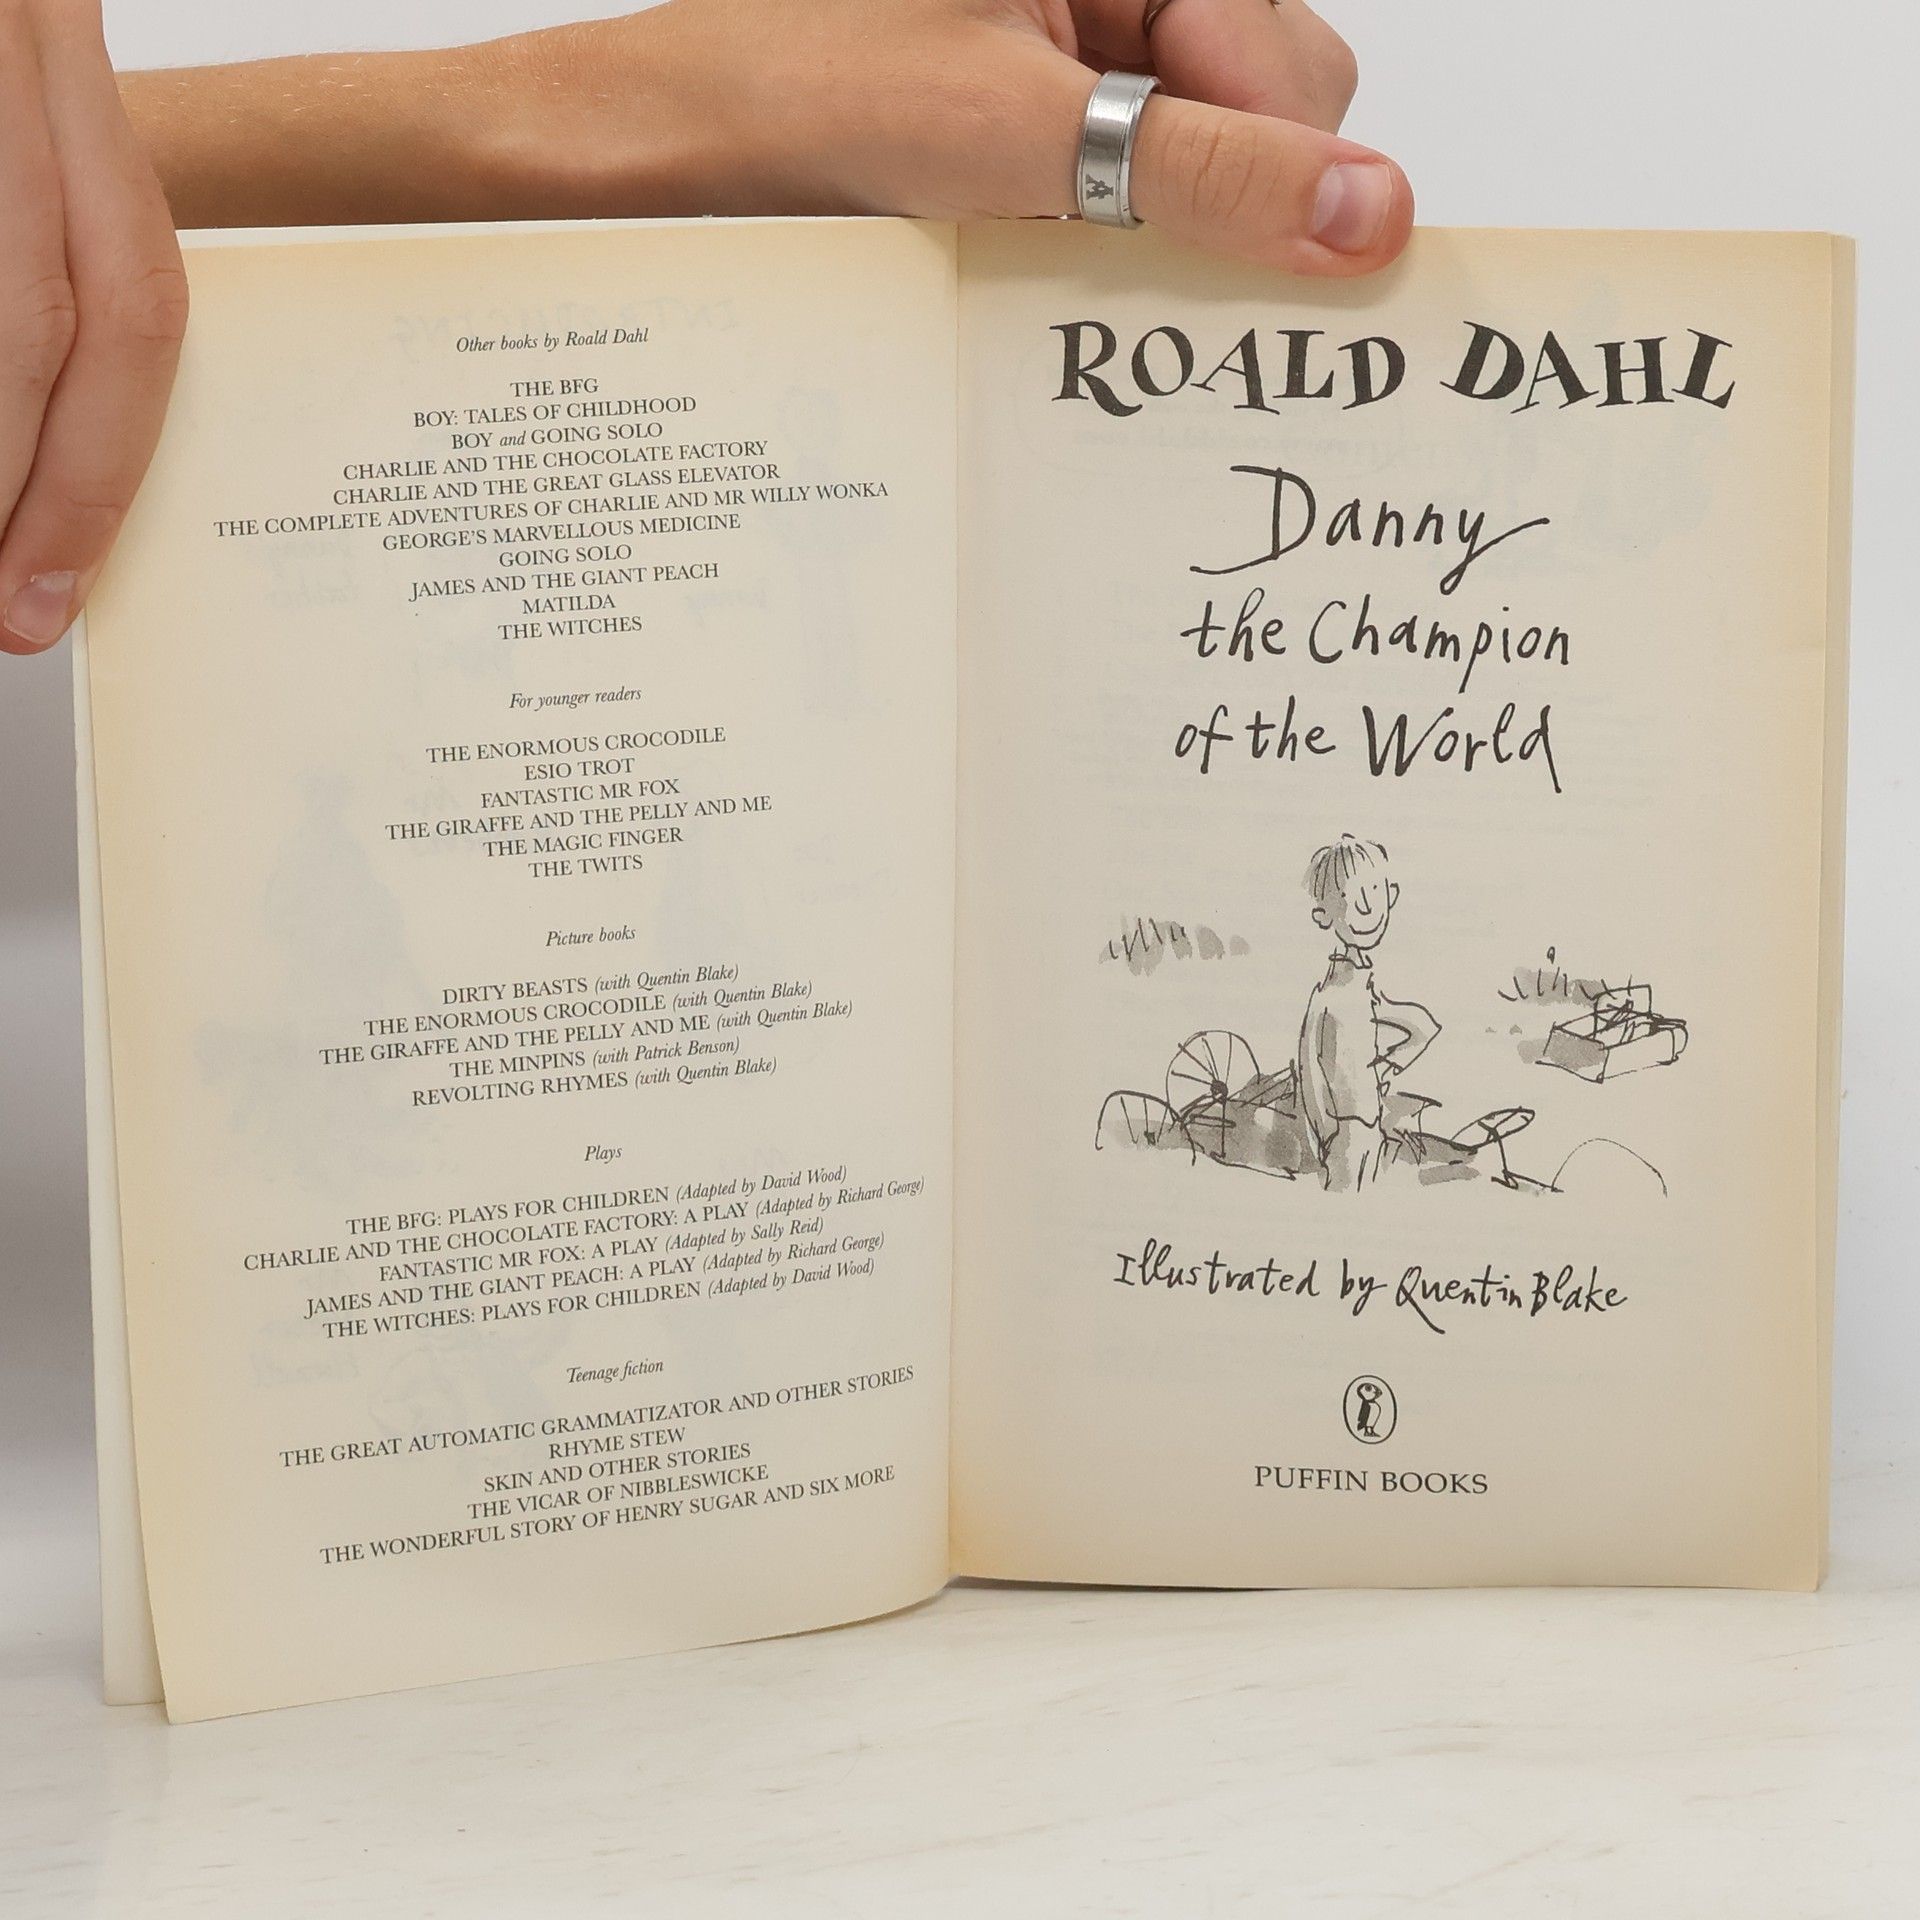 Other books by Roald Dahl
THE BFG
BOY: TALES OF CHILDHOOD
BOY and GOING SOLO
CHARLIE AND THE CHOCOLATE FACTORY
CHARLIE AND THE GREAT GLASS ELEVATOR
THE COMPLETE ADVENTURES OF CHARLIE AND MR WILLY WONKA
GEORGE'S MARVELLOUS MEDICINE
GOING SOLO
JAMES AND THE GIANT PEACH
MATILDA
THE WITCHES
For younger readers
THE ENORMOUS CROCODILE
ESIO TROT
FANTASTIC MR FOX
THE GIRAFFE AND THE PELLY AND ME
THE MAGIC FINGER
THE TWITS
Picture books
DIRTY BEASTS (with Quentin Blake)
THE ENORMOUS CROCODILE (with Quentin Blake)
THE GIRAFFE AND THE PELLY AND ME (with Quentin Blake)
THE MINPINS (with Patrick Benson)
REVOLTING RHYMES (with Quentin Blake)
Plays
THE BFG: PLAYS FOR CHILDREN (Adapted by David Wood)
CHARLIE AND THE CHOCOLATE FACTORY: A PLAY (Adapted by Richard George)
FANTASTIC MR FOX: A PLAY (Adapted by Sally Reid)
JAMES AND THE GIANT PEACH: A PLAY (Adapted by Richard George)
THE WITCHES: PLAYS FOR CHILDREN (Adapted by David Wood)
Teenage fiction
THE GREAT AUTOMATIC GRAMMATIZATOR AND OTHER STORIES
RHYME STEW
SKIN AND OTHER STORIES
THE VICAR OF NIBBLESWICKE
THE WONDERFUL STORY OF HENRY SUGAR AND SIX MORE
ROALD DAHL
Danny
the Champion
of the World
Illustrated by Quentin Blake
PUFFIN BOOKS